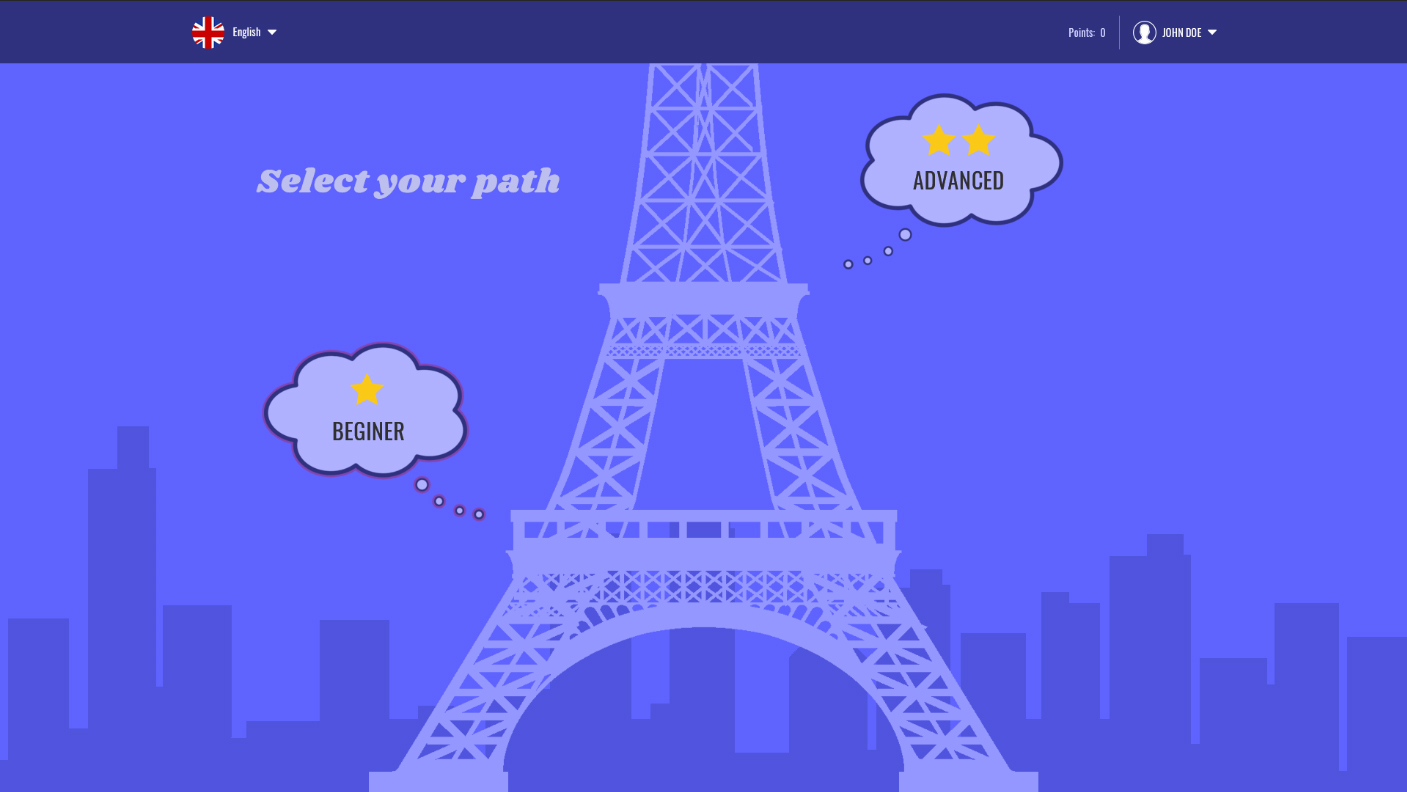 English
Points: 0
JOHN DOE
Select your path
ADVANCED
BEGINER